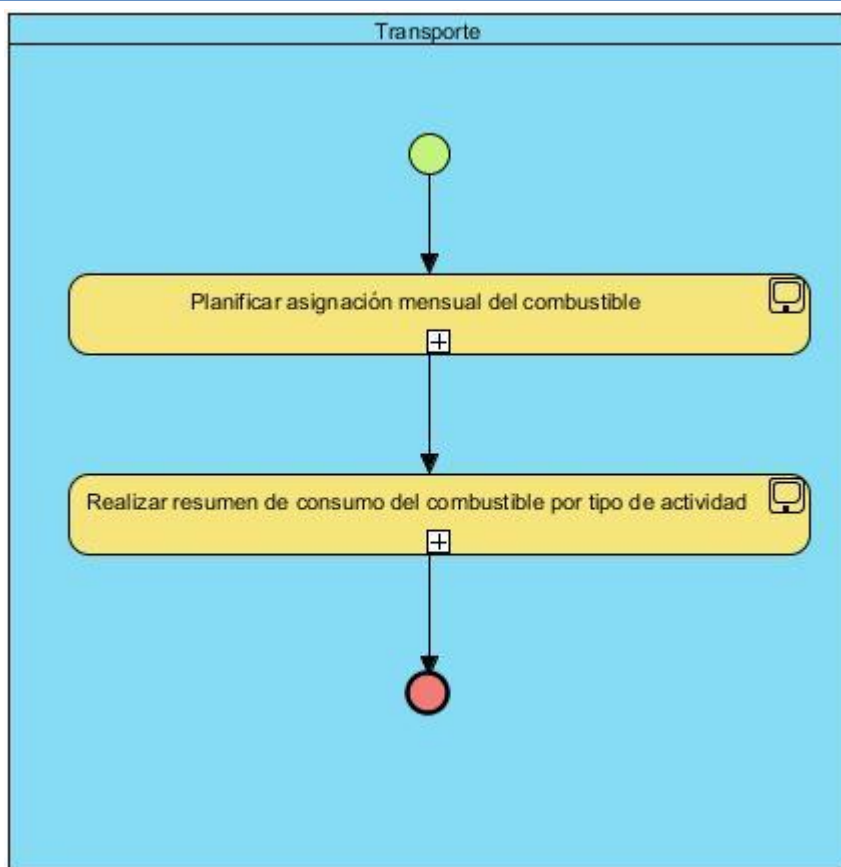 Transporte
Planificar asignación mensual del combustible
Realizar resumen de consumo del combustible por tipo de actividad